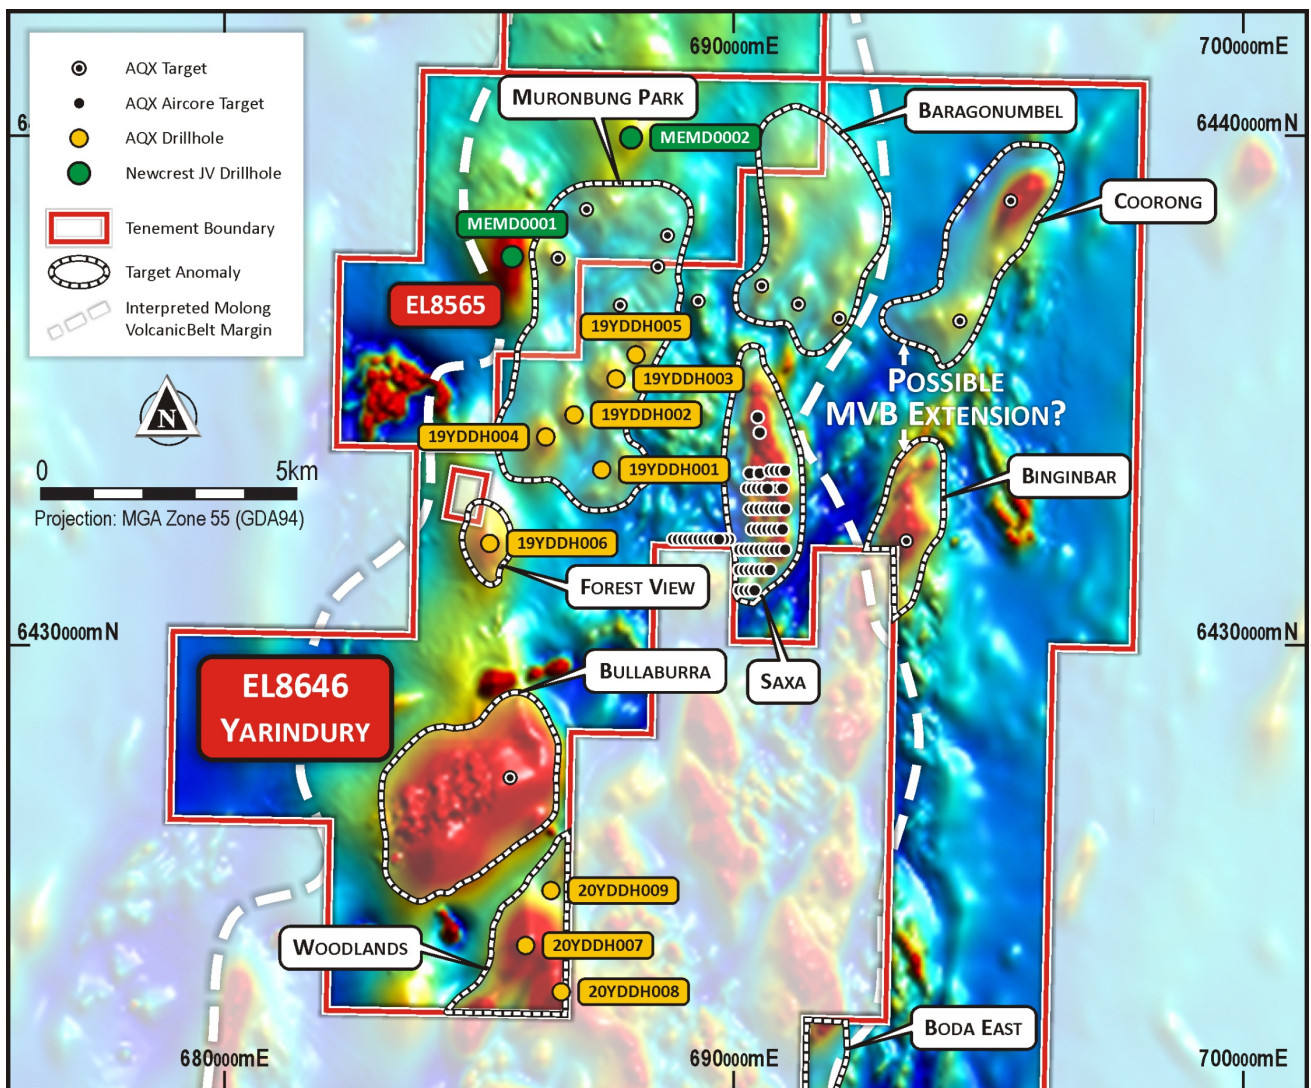 690000mE
700000mE
AQX Target
AQX Aircore Target
AQX Drillhole
Newcrest JV Drillhole
Tenement Boundary
Target Anomaly
Interpreted Molong
VolcanicBelt Margin
MURONBUNG PARK
BARAGONUMBEL
MEMD0002
6440000mN
COORONG
MEMD0001
EL8565
19YDDH005
19YDDH003
POSSIBLE
MVB EXTENSION?
19YDDH002
19YDDH004
N
0 5km
Projection: MGA Zone 55 (GDA94)
19YDDH001
BINGINBAR
19YDDH006
FOREST VIEW
6430000mN
6430000mN
BULLABURRA
SAXA
EL8646
YARINDURY
20YDDH009
WOODLANDS
20YDDH007
20YDDH008
BODA EAST
680000mE
690000mE
700000mE